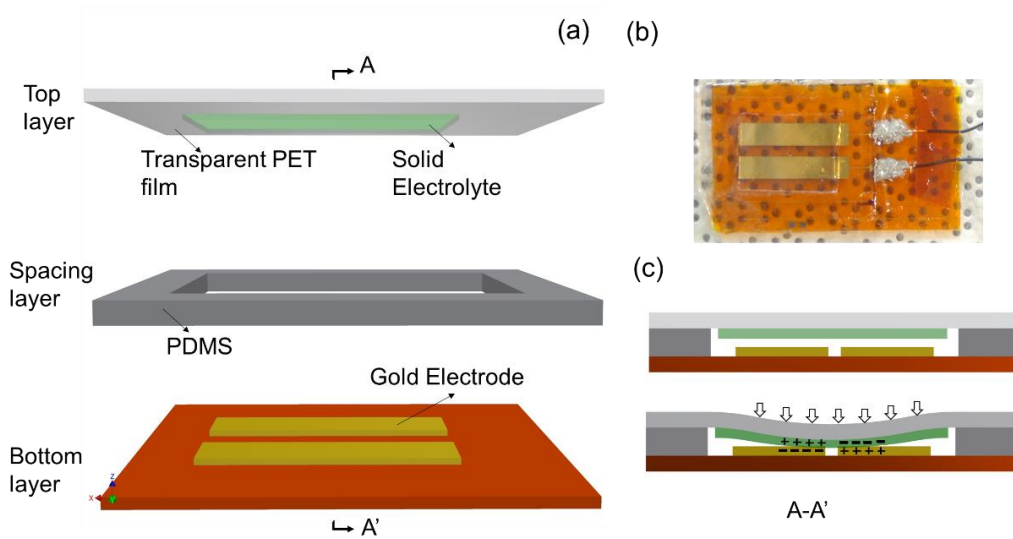 (a)
(b)
A
Top
layer
Transparent PET
film
Solid
Electrolyte
Spacing
layer
PDMS
(c)
Gold Electrode
Bottom
layer
z
x
A'
+ + + +
− − − −
− − − −
+ + + +
A-A'